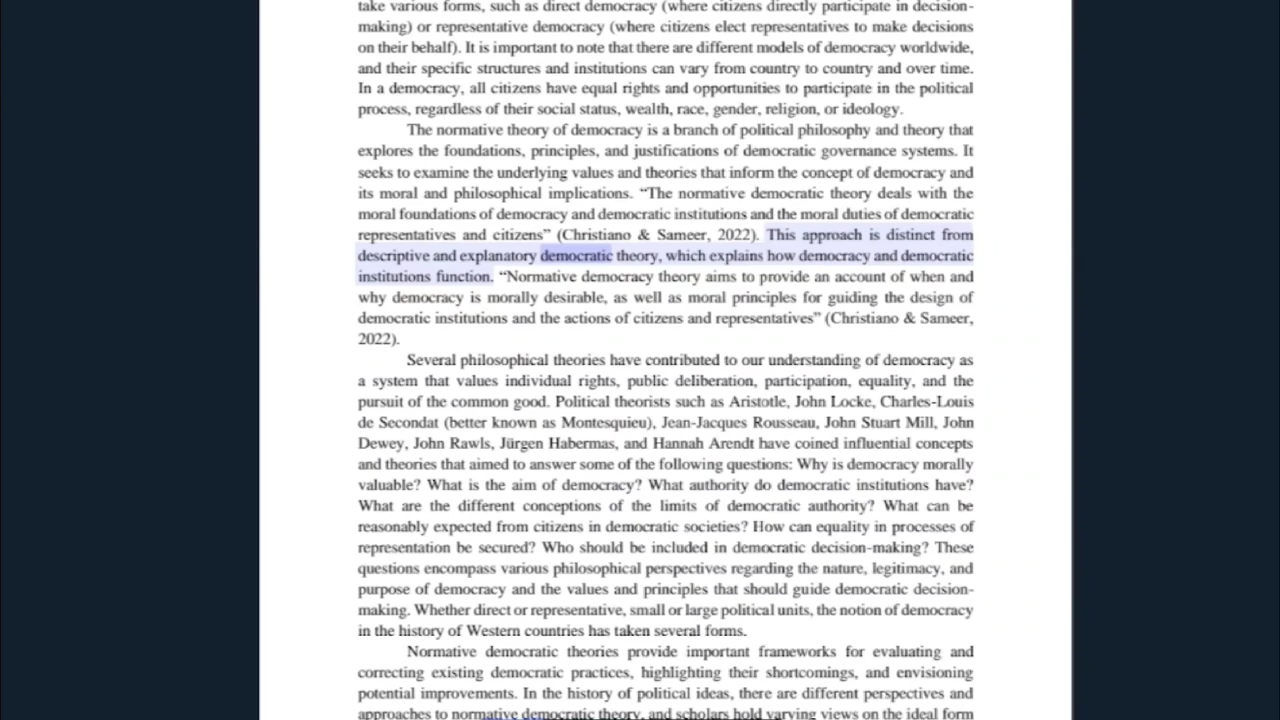 take various forms, such as direct democracy (where citizens directly participate in decision-
making) or representative democracy (where citizens elect representatives to make decisions
on their behalf). It is important to note that there are different models of democracy worldwide,
and their specific structures and institutions can vary from country to country and over time.
In a democracy, all citizens have equal rights and opportunities to participate in the political
process, regardless of their social status, wealth, race, gender, religion, or ideology.
The normative theory of democracy is a branch of political philosophy and theory that
explores the foundations, principles, and justifications of democratic governance systems. It
seeks to examine the underlying values and theories that inform the concept of democracy and
its moral and philosophical implications. “The normative democratic theory deals with the
moral foundations of democracy and democratic institutions and the moral duties of democratic
representatives and citizens” (Christiano & Sameer, 2022). This approach is distinct from
descriptive and explanatory democratic theory, which explains how democracy and democratic
institutions function. “Normative democracy theory aims to provide an account of when and
why democracy is morally desirable, as well as moral principles for guiding the design of
democratic institutions and the actions of citizens and representatives” (Christiano & Sameer,
2022).
Several philosophical theories have contributed to our understanding of democracy as
a system that values individual rights, public deliberation, participation, equality, and the
pursuit of the common good. Political theorists such as Aristotle, John Locke, Charles-Louis
de Secondat (better known as Montesquieu), Jean-Jacques Rousseau, John Stuart Mill, John
Dewey, John Rawls, Jürgen Habermas, and Hannah Arendt have coined influential concepts
and theories that aimed to answer some of the following questions: Why is democracy morally
valuable? What is the aim of democracy? What authority do democratic institutions have?
What are the different conceptions of the limits of democratic authority? What can be
reasonably expected from citizens in democratic societies? How can equality in processes of
representation be secured? Who should be included in democratic decision-making? These
questions encompass various philosophical perspectives regarding the nature, legitimacy, and
purpose of democracy and the values and principles that should guide democratic decision-
making. Whether direct or representative, small or large political units, the notion of democracy
in the history of Western countries has taken several forms.
Normative democratic theories provide important frameworks for evaluating and
correcting existing democratic practices, highlighting their shortcomings, and envisioning
potential improvements. In the history of political ideas, there are different perspectives and
approaches to normative democratic theory, and scholars hold varying views on the ideal form